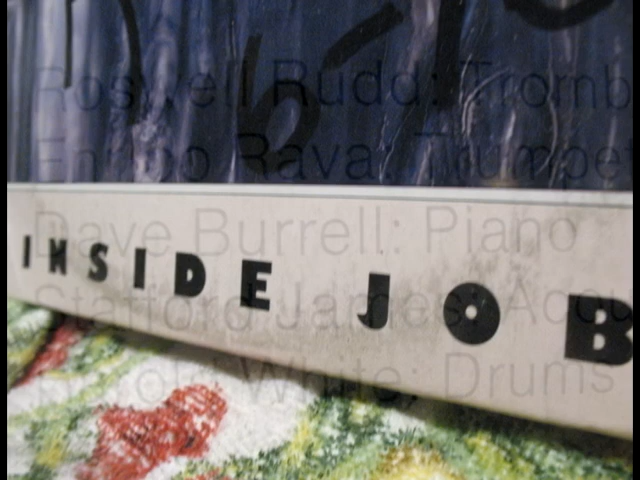 Roswell Rudd: Tromb
Enrico Rava: Trumpet
Dave Burrell: Piano
INSIDE JOB
Stafford James: Acou
White: Drums